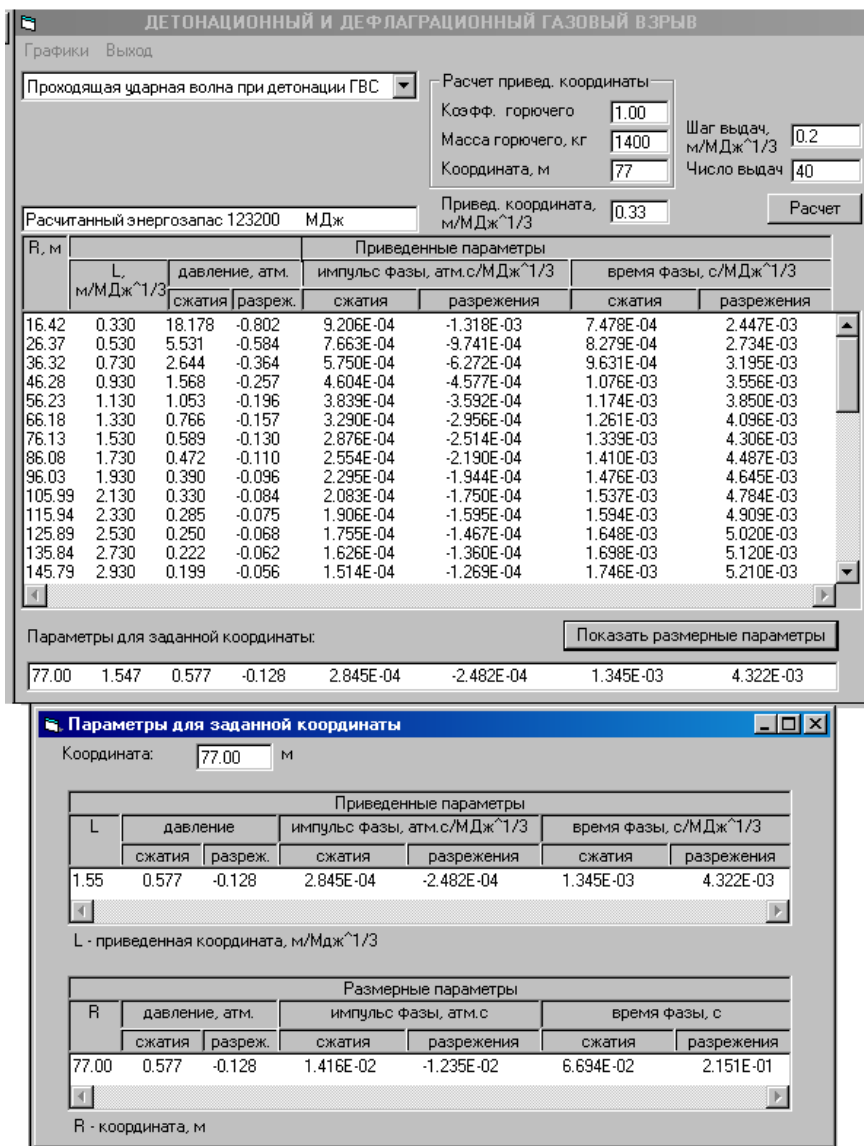 ДЕТОНАЦИОННЫЙ И ДЕФЛАГРАЦИОННЫЙ ГАЗОВЫЙ ВЗРЫВ
Графики Выход
Проходящая ударная волна при детонации ГВС
Расчет привед. координаты
Коэфф. горючего 1.00
Масса горючего, кг 1400
Координата, м 77
Шаг выдач, м/МДж^1/3 0.2
Число выдач 40
Расчитанный энергозапас 123200 МДж
Привед. координата, м/МДж^1/3 0.33
Расчет
R, м Приведенные параметры
L, м/МДж^1/3 давление, атм. импульс фазы, атм.с/МДж^1/3 время фазы, с/МДж^1/3
сжатия разреж. сжатия разрежения сжатия разрежения
16.42 0.330 18.178 -0.802 9.206E-04 -1.318E-03 7.478E-04 2.447E-03
26.37 0.530 5.531 -0.584 7.663E-04 -9.741E-04 8.279E-04 2.734E-03
36.32 0.730 2.644 -0.364 5.750E-04 -6.272E-04 9.631E-04 3.195E-03
46.28 0.930 1.568 -0.257 4.604E-04 -4.577E-04 1.076E-03 3.556E-03
56.23 1.130 1.053 -0.196 3.839E-04 -3.592E-04 1.174E-03 3.850E-03
66.18 1.330 0.766 -0.157 3.290E-04 -2.956E-04 1.261E-03 4.096E-03
76.13 1.530 0.589 -0.130 2.876E-04 -2.514E-04 1.339E-03 4.306E-03
86.08 1.730 0.472 -0.110 2.554E-04 -2.190E-04 1.410E-03 4.487E-03
96.03 1.930 0.390 -0.096 2.295E-04 -1.944E-04 1.476E-03 4.645E-03
105.99 2.130 0.330 -0.084 2.083E-04 -1.750E-04 1.537E-03 4.784E-03
115.94 2.330 0.285 -0.075 1.906E-04 -1.595E-04 1.594E-03 4.909E-03
125.89 2.530 0.250 -0.068 1.755E-04 -1.467E-04 1.648E-03 5.020E-03
135.84 2.730 0.222 -0.062 1.626E-04 -1.360E-04 1.698E-03 5.120E-03
145.79 2.930 0.199 -0.056 1.514E-04 -1.269E-04 1.746E-03 5.210E-03
Параметры для заданной координаты:
Показать размерные параметры
77.00 1.547 0.577 -0.128 2.845E-04 -2.482E-04 1.345E-03 4.322E-03
Параметры для заданной координаты
Координата: 77.00 м
Приведенные параметры
L давление импульс фазы, атм.с/МДж^1/3 время фазы, с/МДж^1/3
сжатия разреж. сжатия разрежения сжатия разрежения
1.55 0.577 -0.128 2.845E-04 -2.482E-04 1.345E-03 4.322E-03
L - приведенная координата, м/Мдж^1/3
Размерные параметры
R давление, атм. импульс фазы, атм.с время фазы, с
сжатия разреж. сжатия разрежения сжатия разрежения
77.00 0.577 -0.128 1.416E-02 -1.235E-02 6.694E-02 2.151E-01
R - координата, м